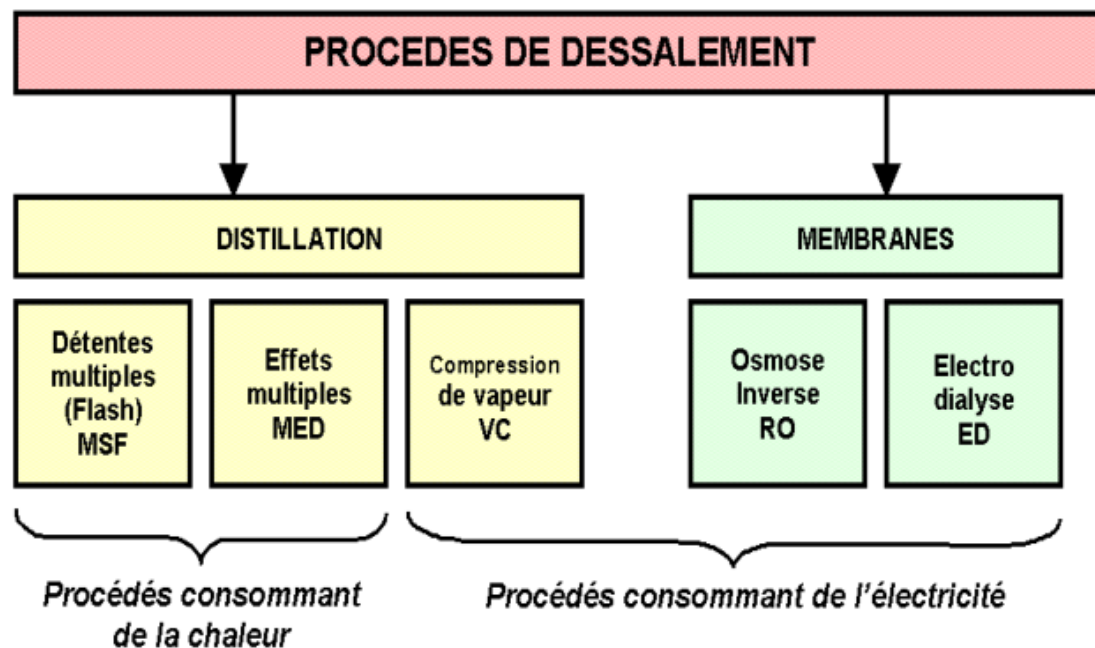 PROCEDES DE DESSALEMENT
DISTILLATION
MEMBRANES
Détentes
multiples
(Flash)
MSF
Effets
multiples
MED
Compression
de vapeur
VC
Osmose
Inverse
RO
Electro
dialyse
ED
Procédés consommant
de la chaleur
Procédés consommant de l'électricité